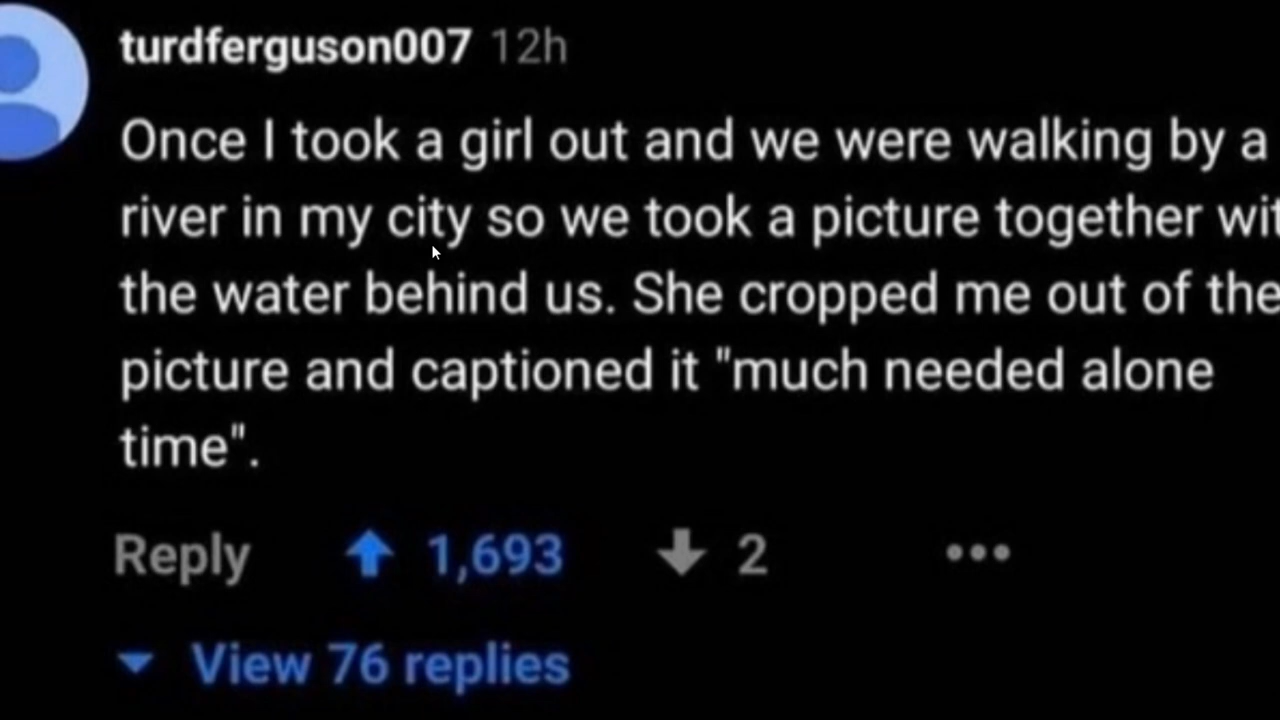 turdferguson007 12h
Once I took a girl out and we were walking by a
river in my city so we took a picture together wit
the water behind us. She cropped me out of the
picture and captioned it "much needed alone
time".
Reply 1,693 2 •••
View 76 replies